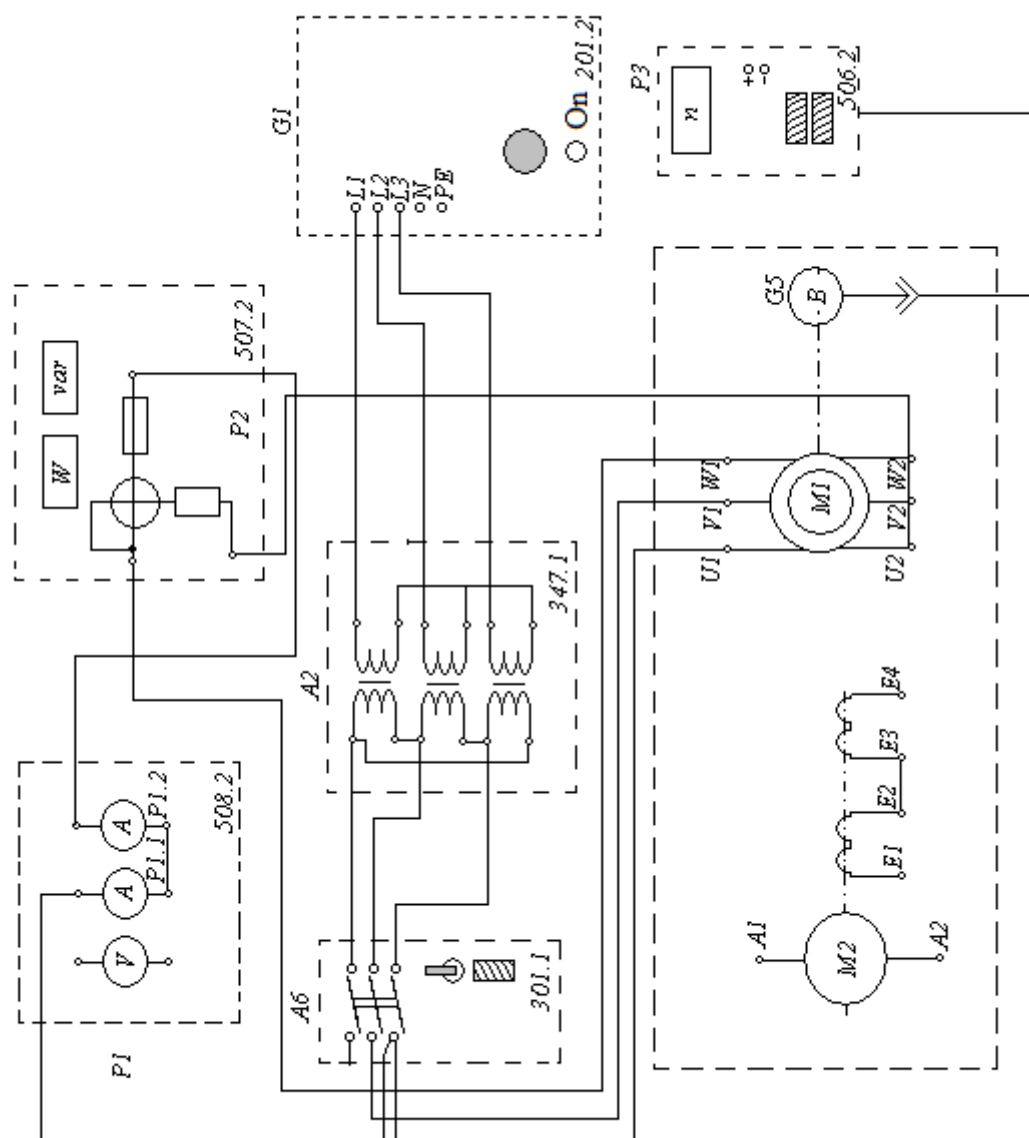 G1
L1
L2
L3
N
PE
On
201.2
P3
n
+
-
506.2
var
W
507.2
P2
G5
B
W1
V1
U1
M1
W2
V2
U2
A2
347.1
P1
V
A
P1.1
A
P1.2
508.2
A6
301.1
E4
E3
E2
E1
A1
M2
A2